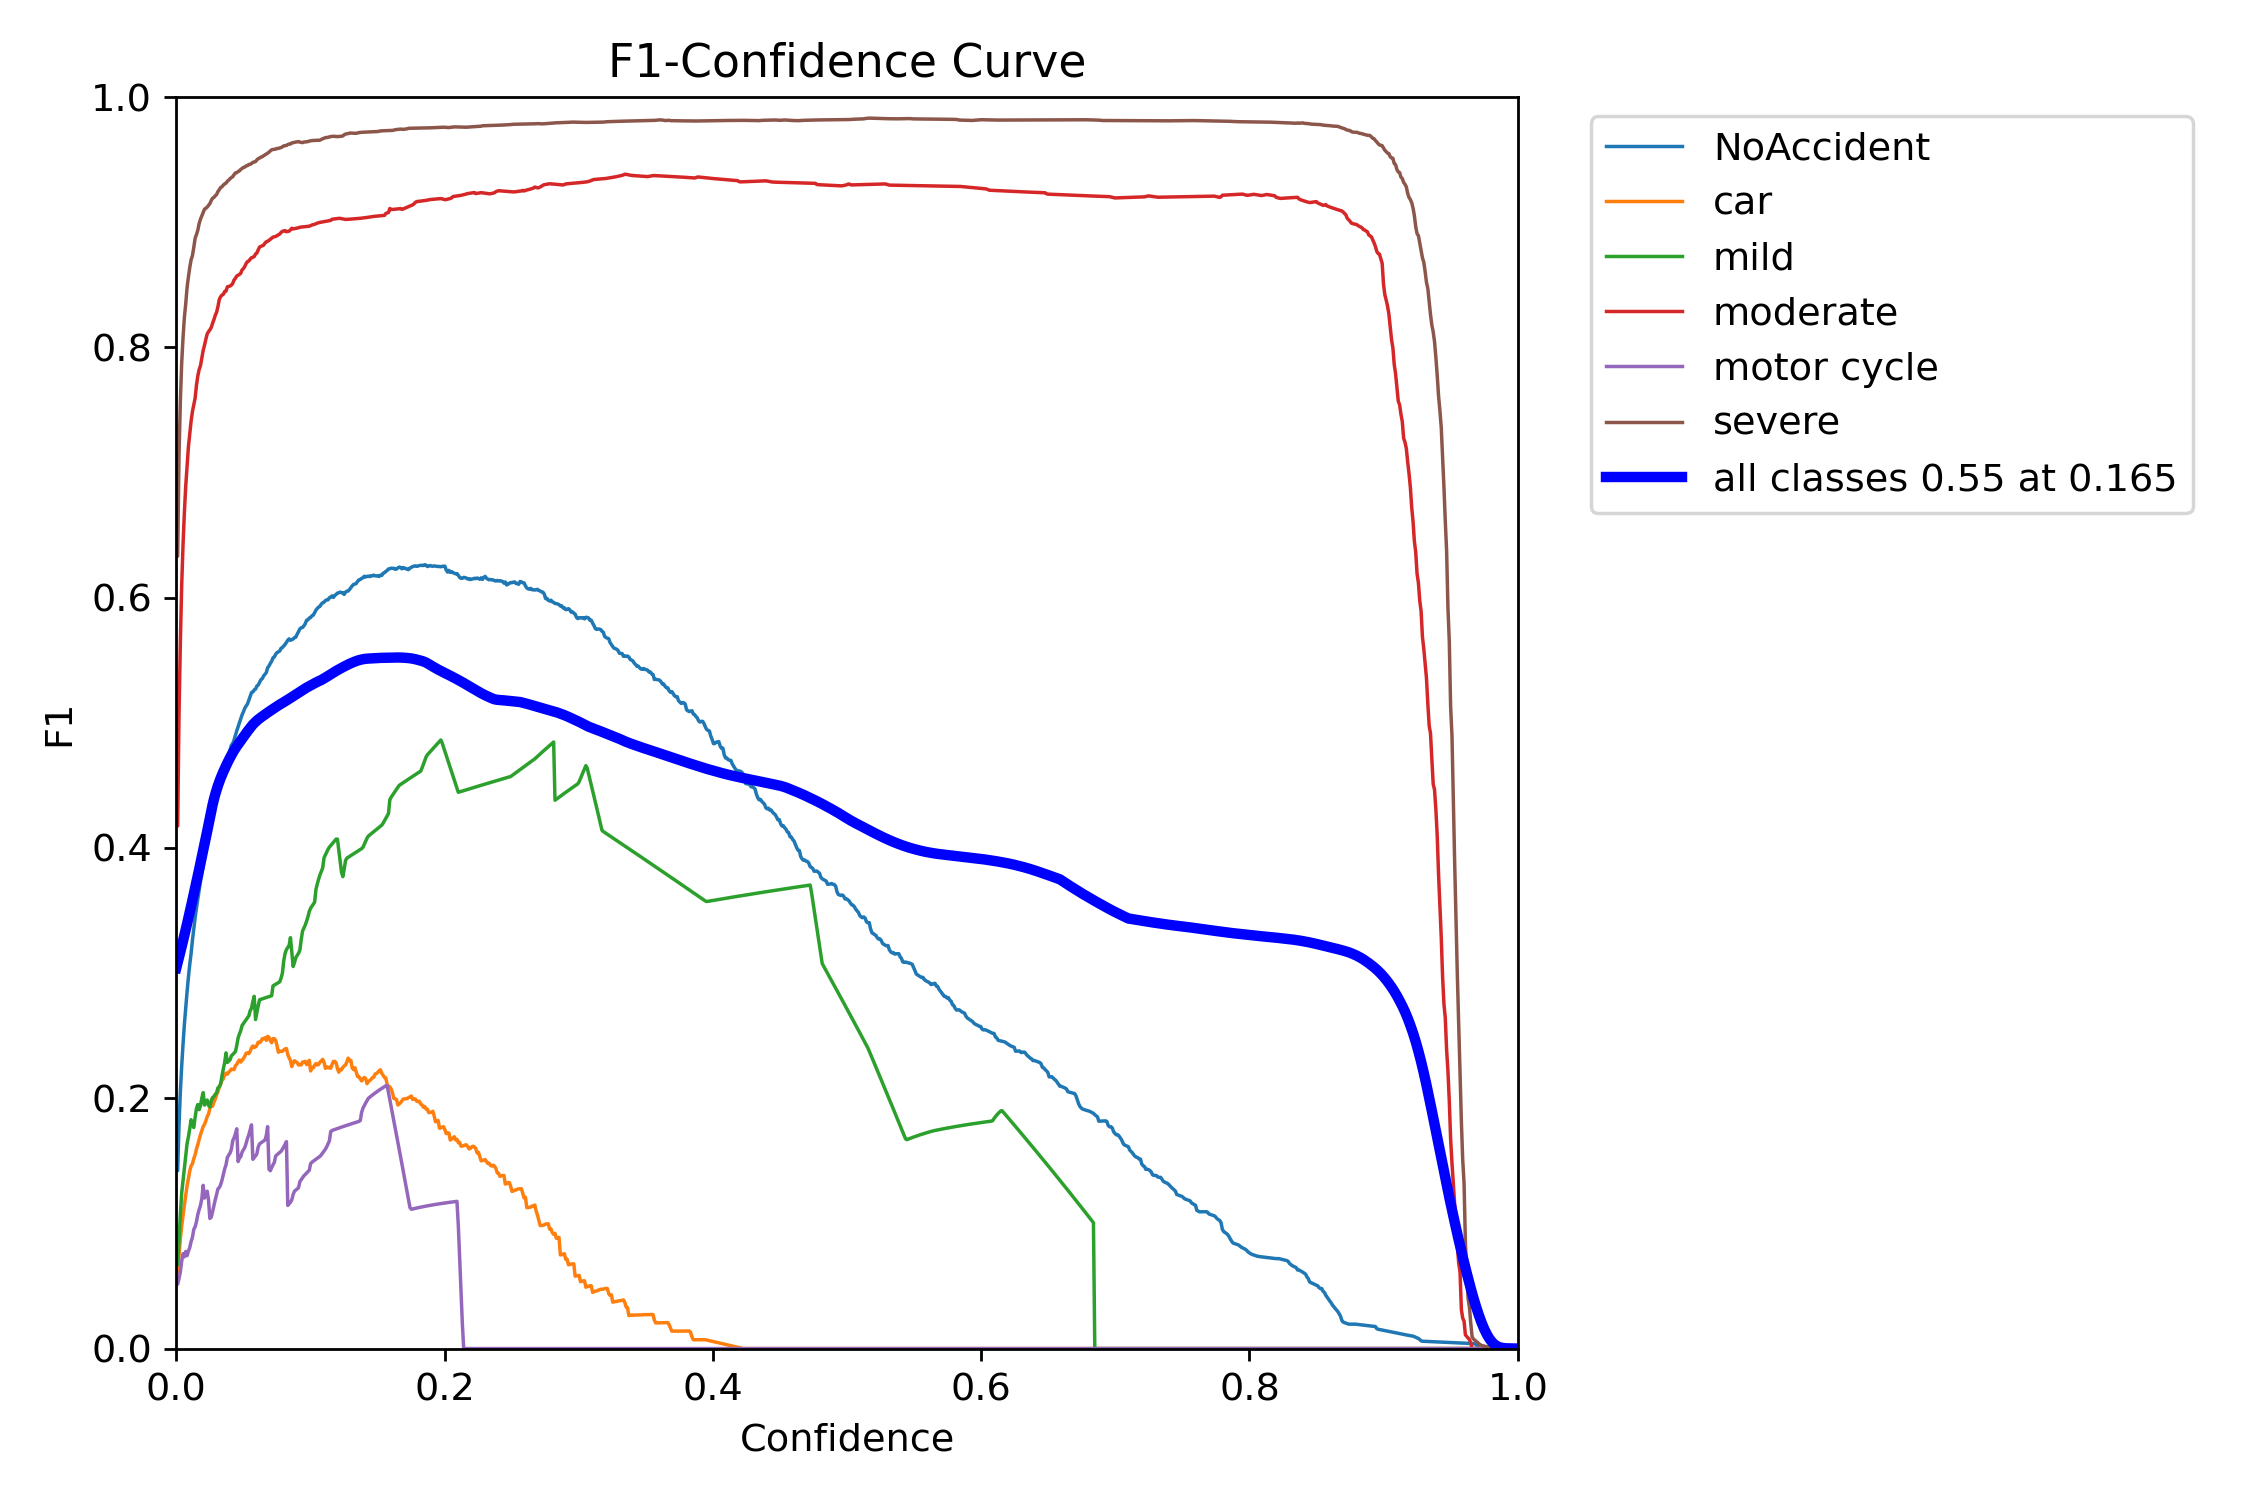 F1-Confidence Curve
1.0
0.8
0.6
0.4
0.2
0.0
F1
0.0 0.2 0.4 0.6 0.8 1.0
Confidence
NoAccident
car
mild
moderate
motor cycle
severe
all classes 0.55 at 0.165